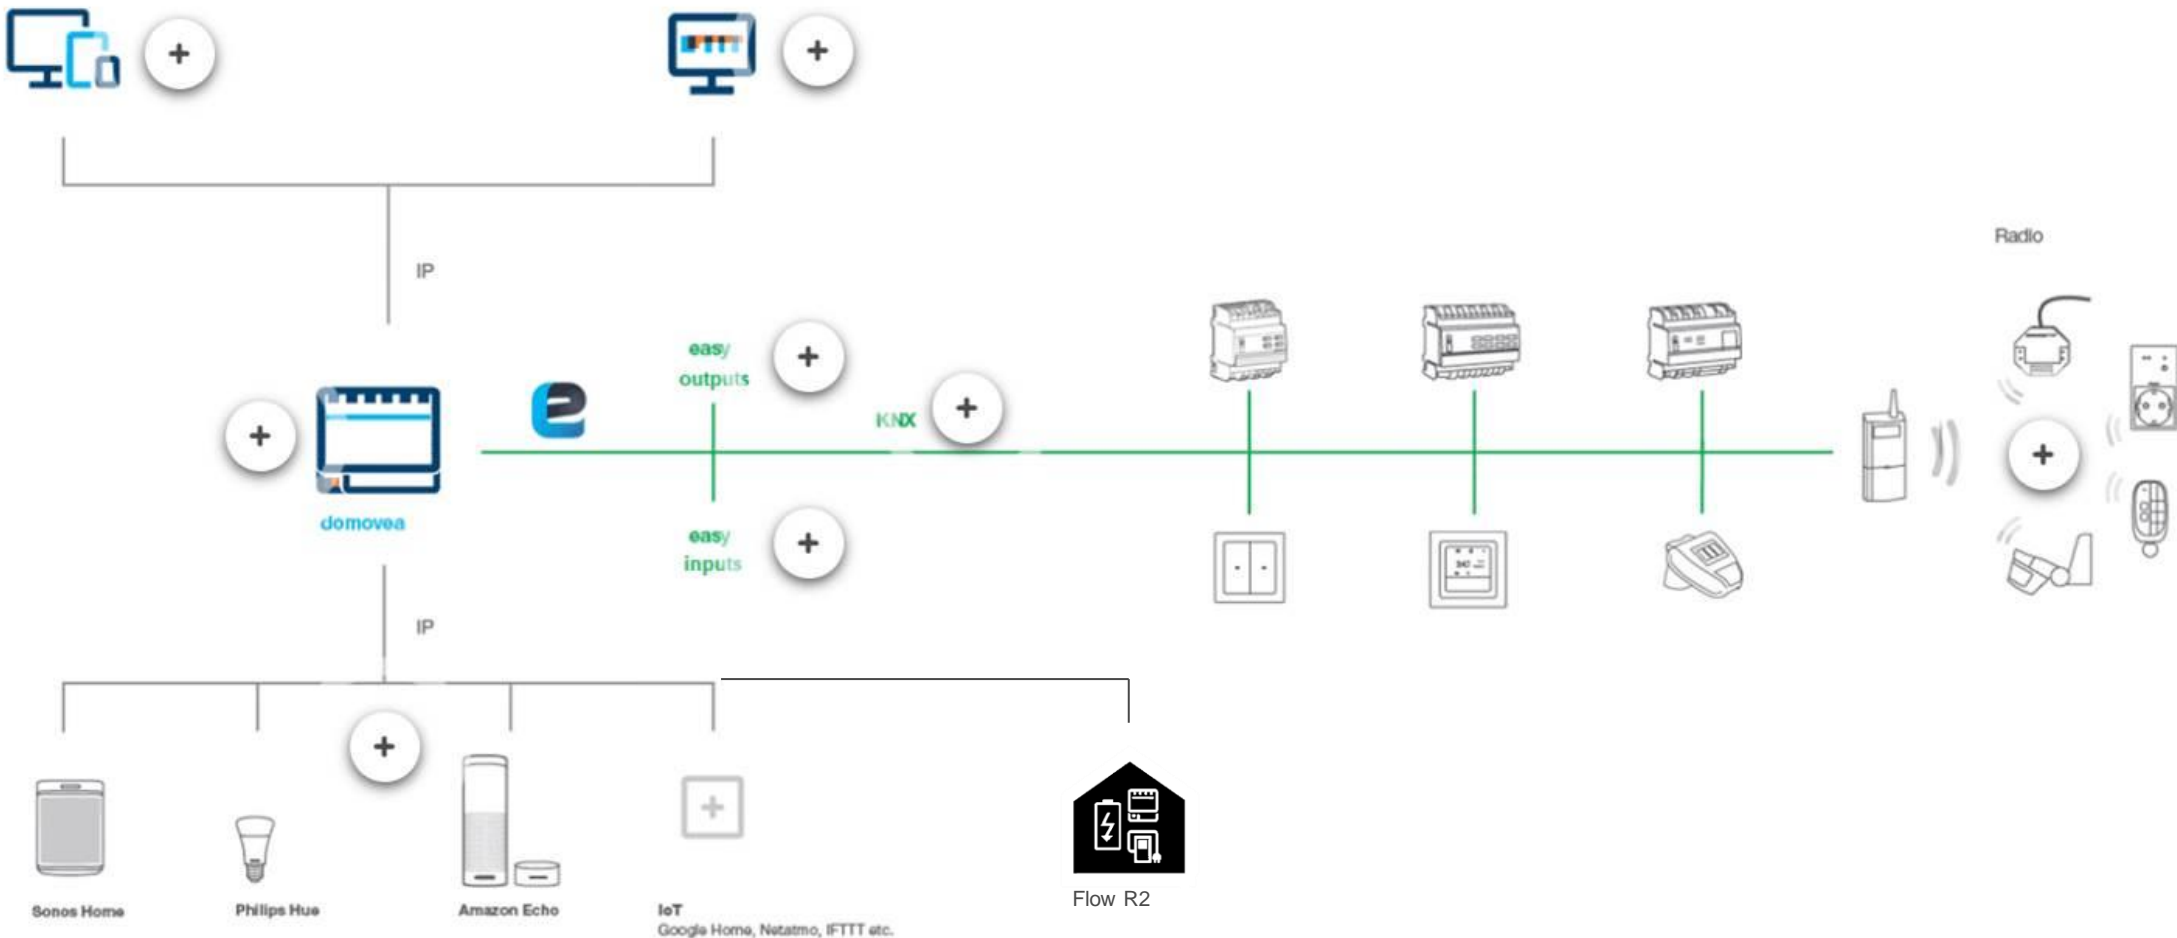 Radio
IP
easy
outputs
KNX
domovea
easy
inputs
IP
Sonos Home
Philips Hue
Amazon Echo
IoT
Google Home, Netatmo, IFTTT etc.
Flow R2